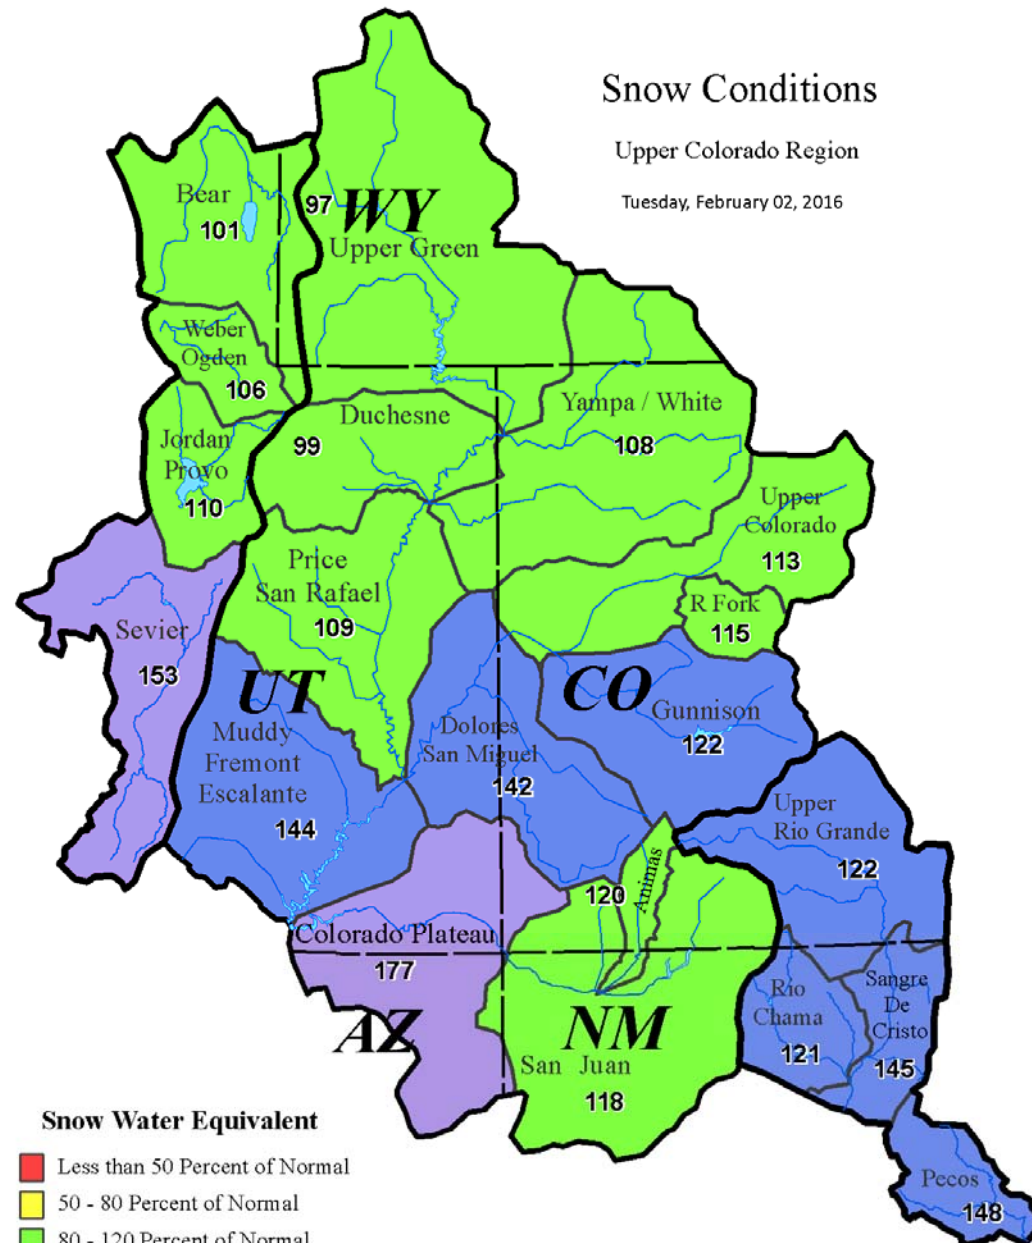 Snow Conditions
Upper Colorado Region
Tuesday, February 02, 2016
Bear
101
97
WY
Upper Green
Weber
Ogden
106
Duchesne
99
Yampa / White
108
Jordan
Provo
110
Upper
Colorado
113
Price
San Rafael
109
R Fork
115
Sevier
153
UT
CO
Muddy
Fremont
Escalante
144
Dolores
San Miguel
142
Gunnison
122
Upper
Rio Grande
122
Animas
120
Colorado Plateau
177
AZ
NM
San Juan
118
Rio
Chama
121
Sangre
De
Cristo
145
Pecos
148
Snow Water Equivalent
Less than 50 Percent of Normal
50 - 80 Percent of Normal
80 - 120 Percent of Normal